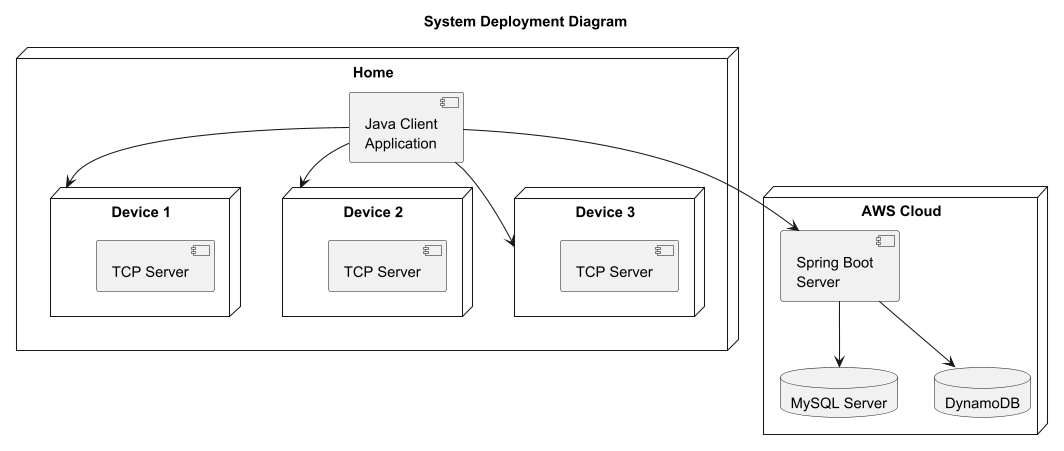 System Deployment Diagram
Home
Java Client
Application
Device 1
TCP Server
Device 2
TCP Server
Device 3
TCP Server
AWS Cloud
Spring Boot
Server
MySQL Server
DynamoDB